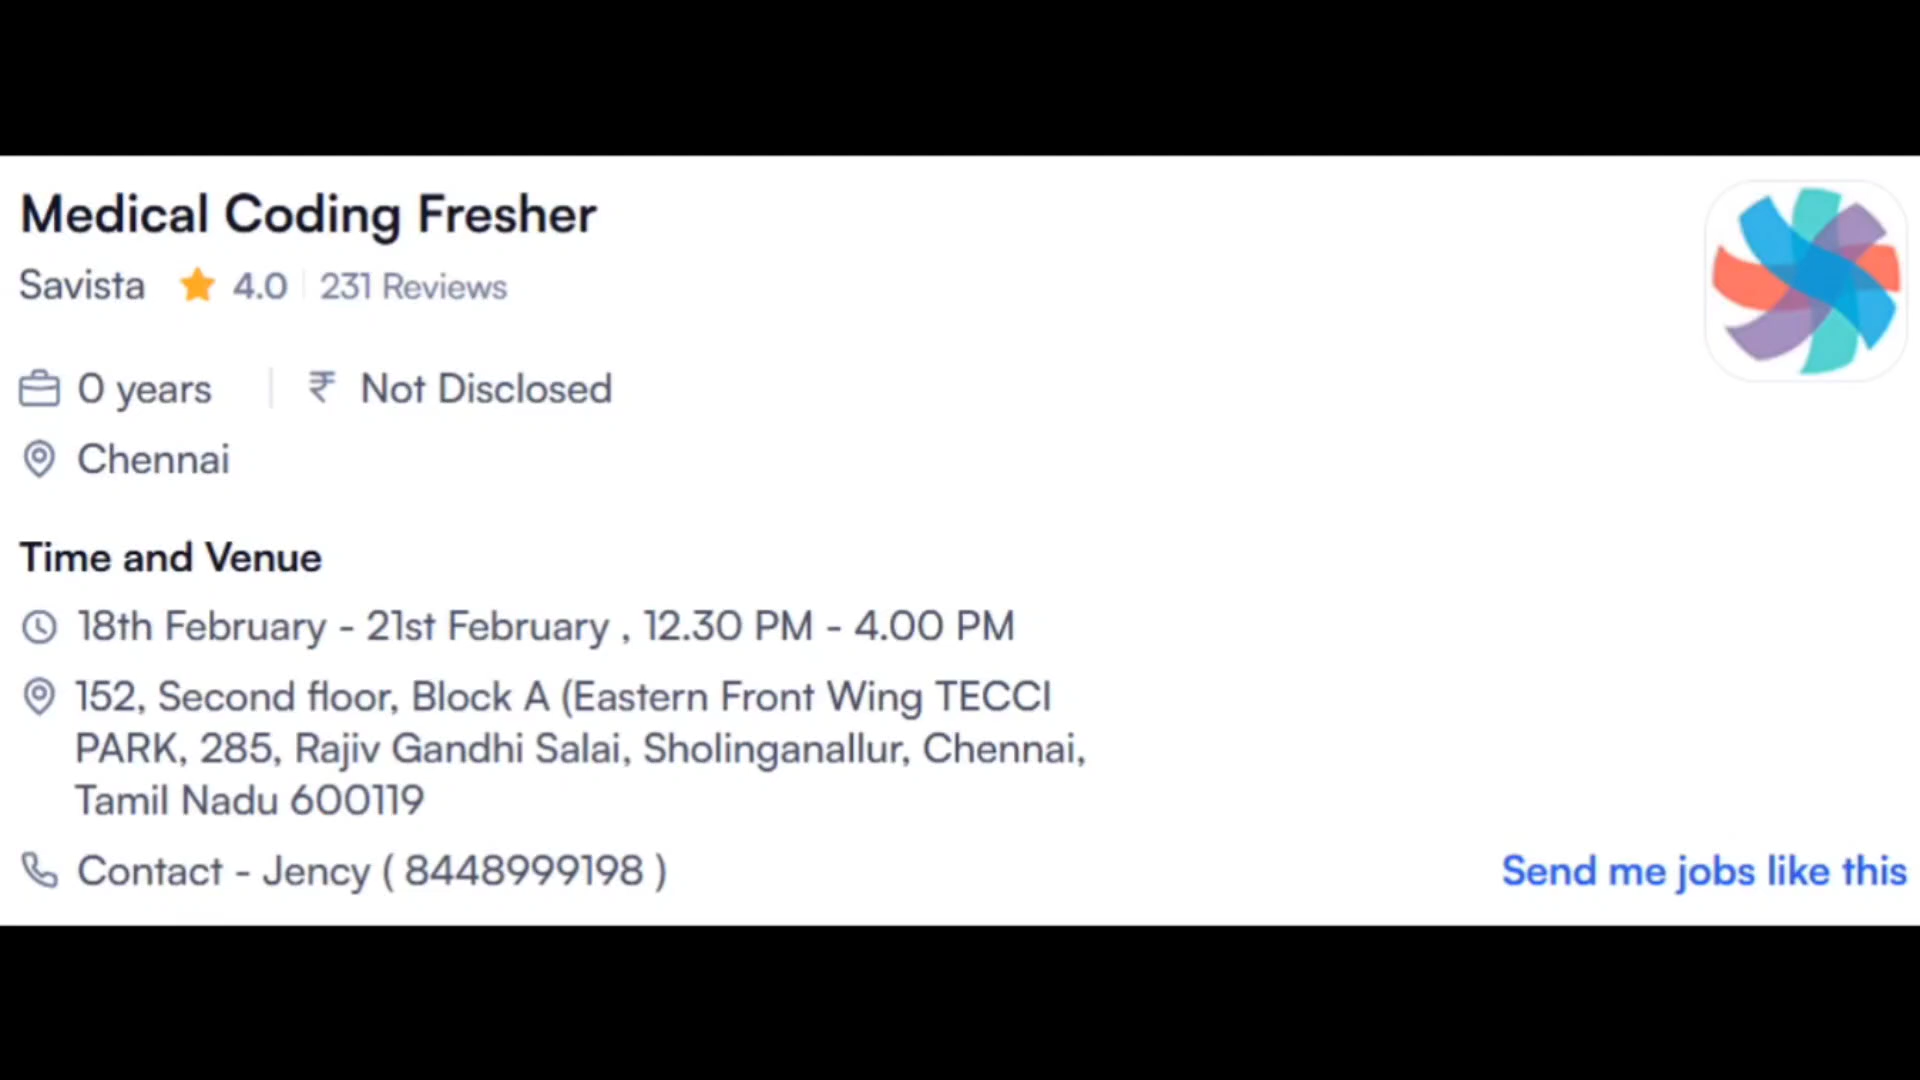 Medical Coding Fresher
Savista 4.0 231 Reviews
0 years ₹ Not Disclosed
Chennai
Time and Venue
18th February - 21st February , 12.30 PM - 4.00 PM
152, Second floor, Block A (Eastern Front Wing TECCI
PARK, 285, Rajiv Gandhi Salai, Sholinganallur, Chennai,
Tamil Nadu 600119
Contact - Jency ( 8448999198 )
Send me jobs like this